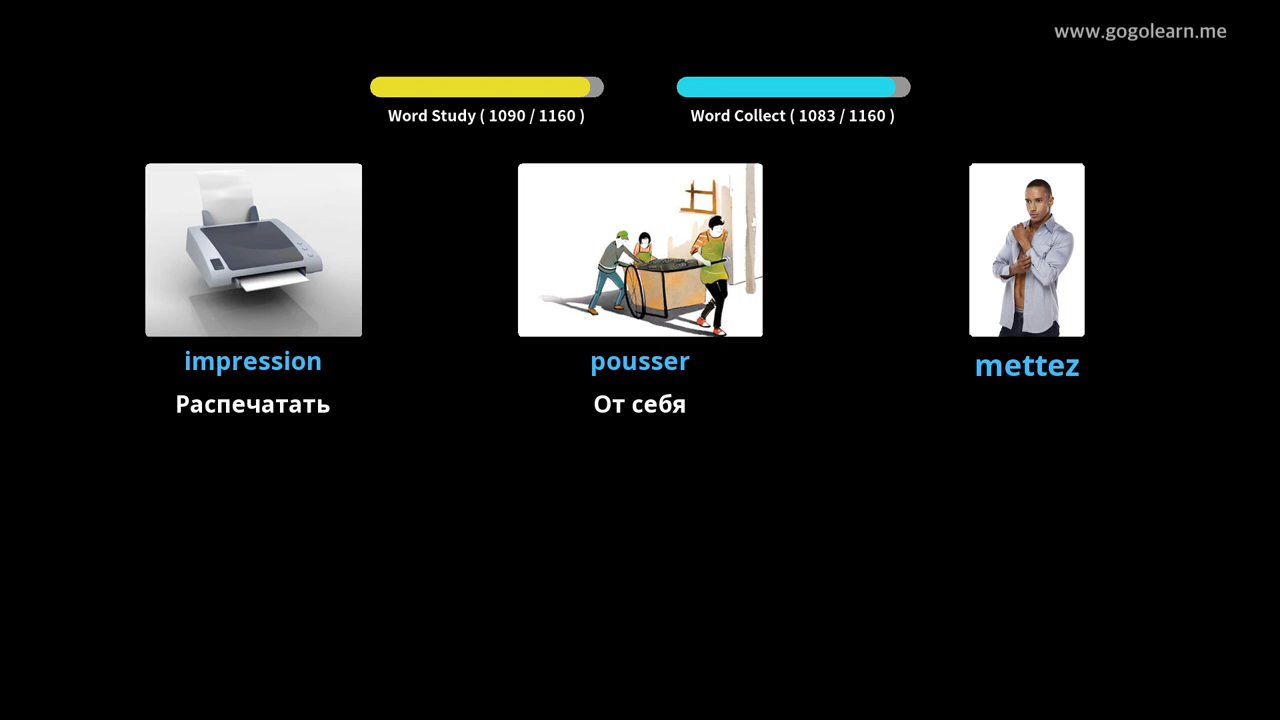 www.gogolearn.me
Word Study ( 1090 / 1160 )
Word Collect ( 1083 / 1160 )
impression
pousser
mettez
Распечатать
От себя